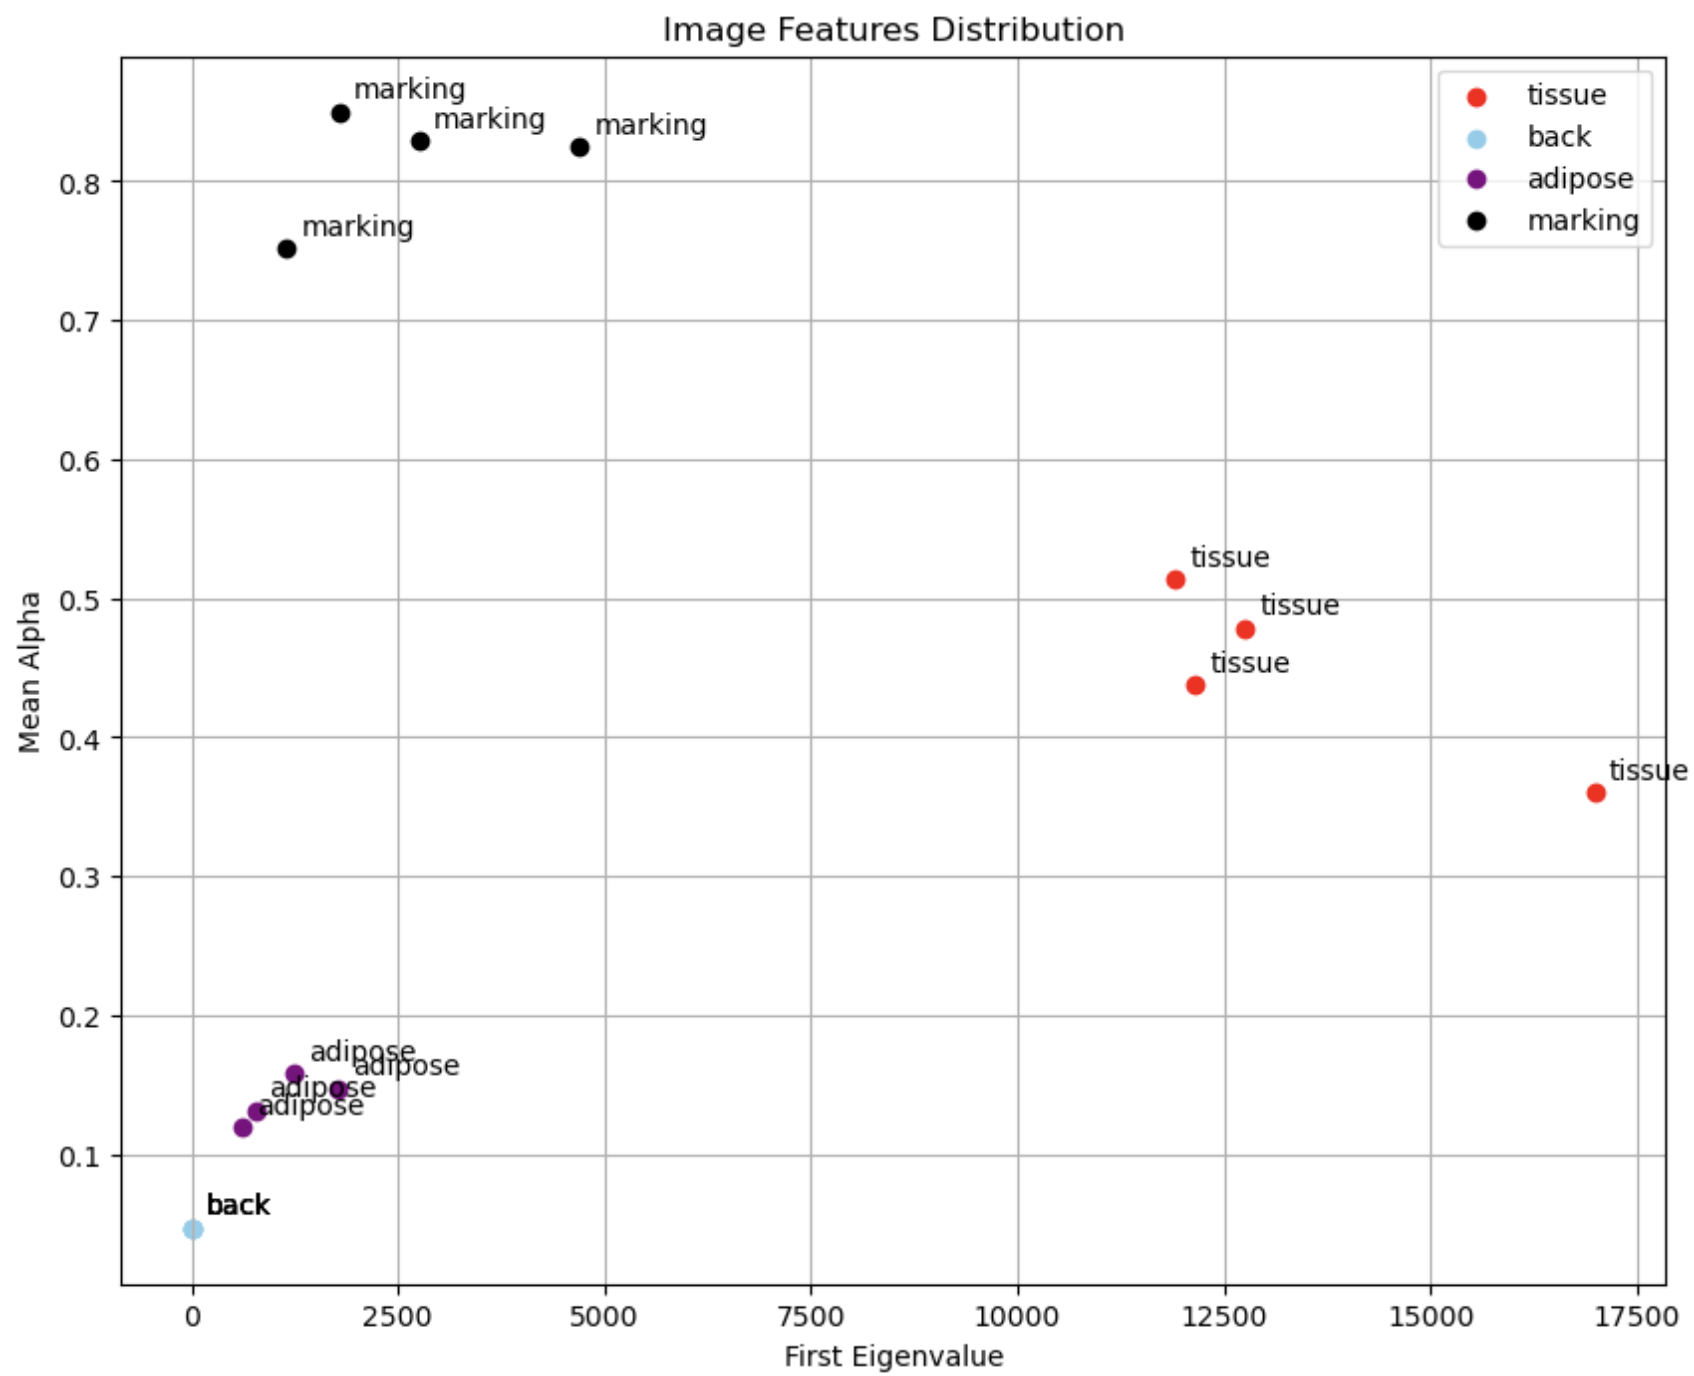 Image Features Distribution
marking
marking
marking
marking
tissue
back
adipose
marking
tissue
tissue
tissue
tissue
adipose
adipose
adipose
adipose
back
0.8
0.7
0.6
0.5
0.4
0.3
0.2
0.1
Mean Alpha
0
2500
5000
7500
10000
12500
15000
17500
First Eigenvalue